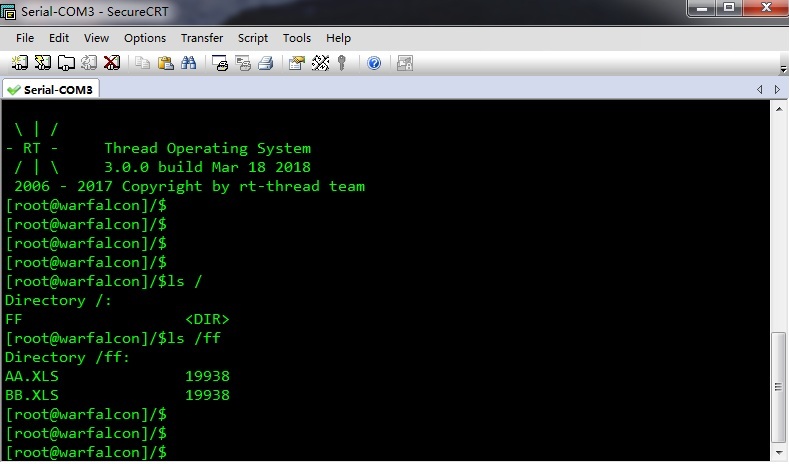 Serial-COM3 - SecureCRT
File Edit View Options Transfer Script Tools Help
Serial-COM3
\ | /
- RT -     Thread Operating System
/ | \     3.0.0 build Mar 18 2018
2006 - 2017 Copyright by rt-thread team
[root@warfalcon]/$
[root@warfalcon]/$
[root@warfalcon]/$
[root@warfalcon]/$
[root@warfalcon]/$ls /
Directory /:
FF                  <DIR>
[root@warfalcon]/$ls /ff
Directory /ff:
AA.XLS              19938
BB.XLS              19938
[root@warfalcon]/$
[root@warfalcon]/$
[root@warfalcon]/$